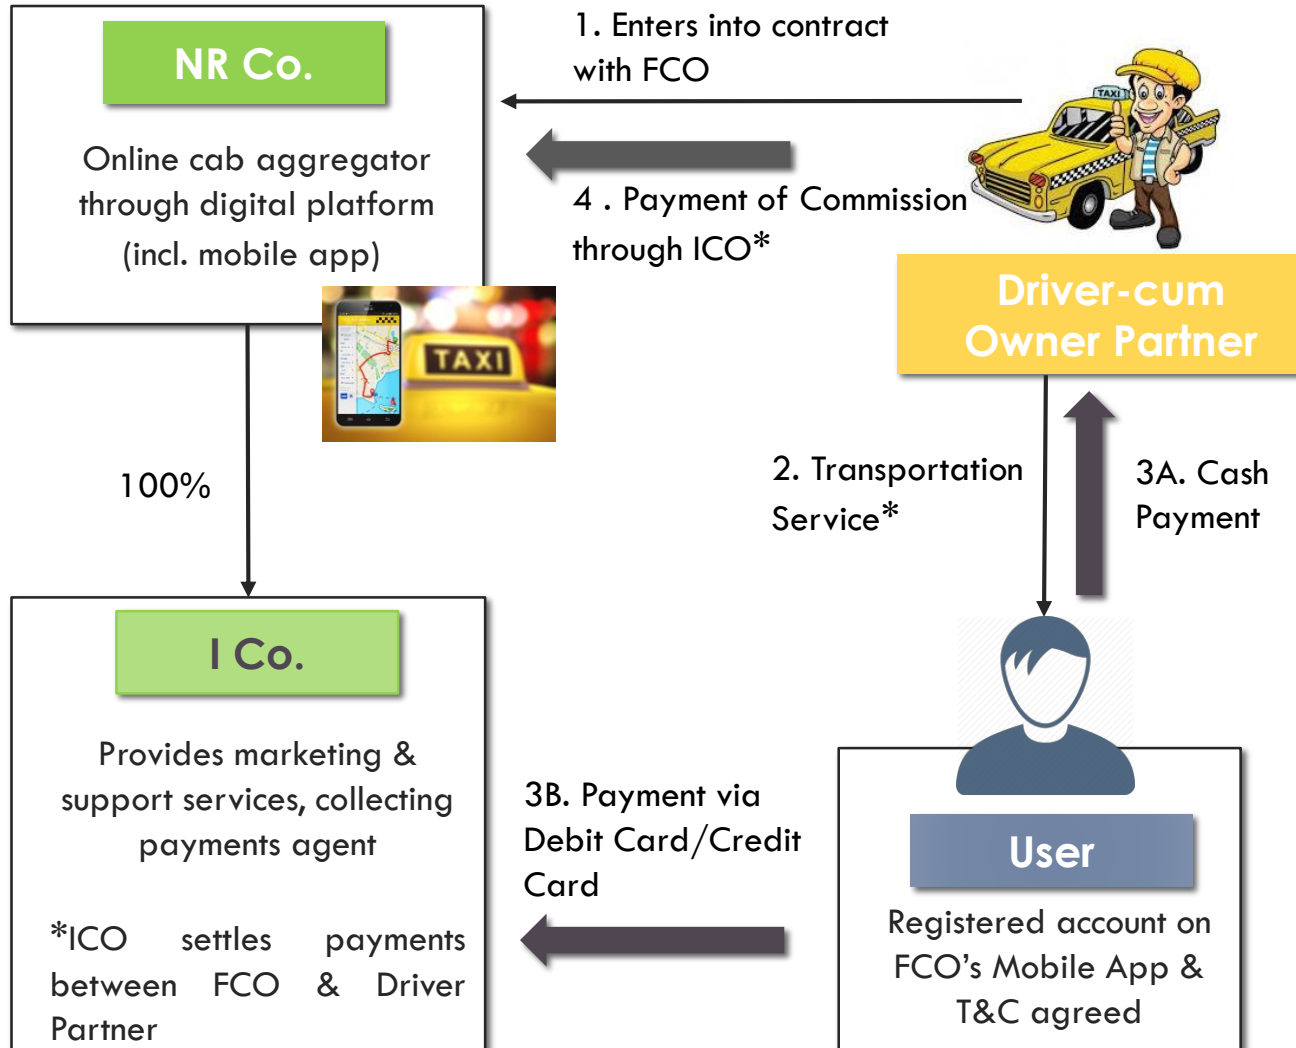 NR Co.
Online cab aggregator
through digital platform
(incl. mobile app)
1. Enters into contract
with FCO
4 . Payment of Commission
through ICO*
TAXI
Driver-cum
Owner Partner
TAXI
100%
2. Transportation
Service*
3A. Cash
Payment
I Co.
Provides marketing &
support services, collecting
payments agent
*ICO settles payments
between FCO & Driver
Partner
3B. Payment via
Debit Card/Credit
Card
User
Registered account on
FCO's Mobile App &
T&C agreed